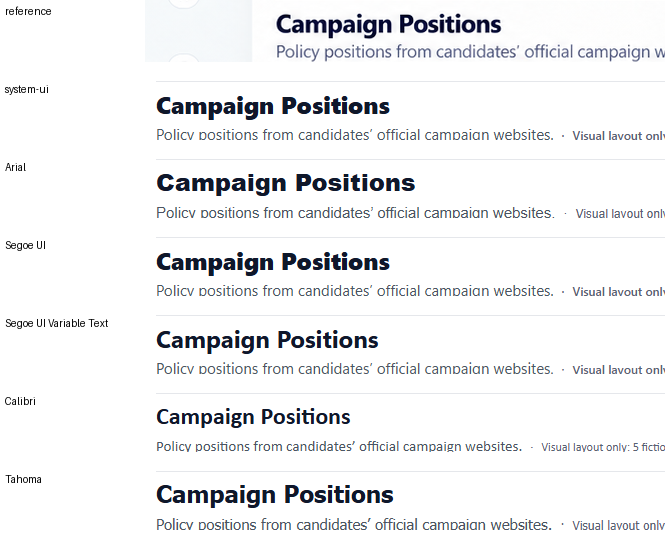 reference
Campaign Positions
Policy positions from candidates' official campaign w
system-ui
Campaign Positions
Policy positions from candidates' official campaign websites. · Visual layout only
Arial
Campaign Positions
Policy positions from candidates' official campaign websites. · Visual layout only
Segoe UI
Campaign Positions
Policy positions from candidates' official campaign websites. · Visual layout only
Segoe UI Variable Text
Campaign Positions
Policy positions from candidates' official campaign websites. · Visual layout only
Calibri
Campaign Positions
Policy positions from candidates' official campaign websites. · Visual layout only: 5 fictio
Tahoma
Campaign Positions
Policy positions from candidates' official campaign websites. · Visual layout only